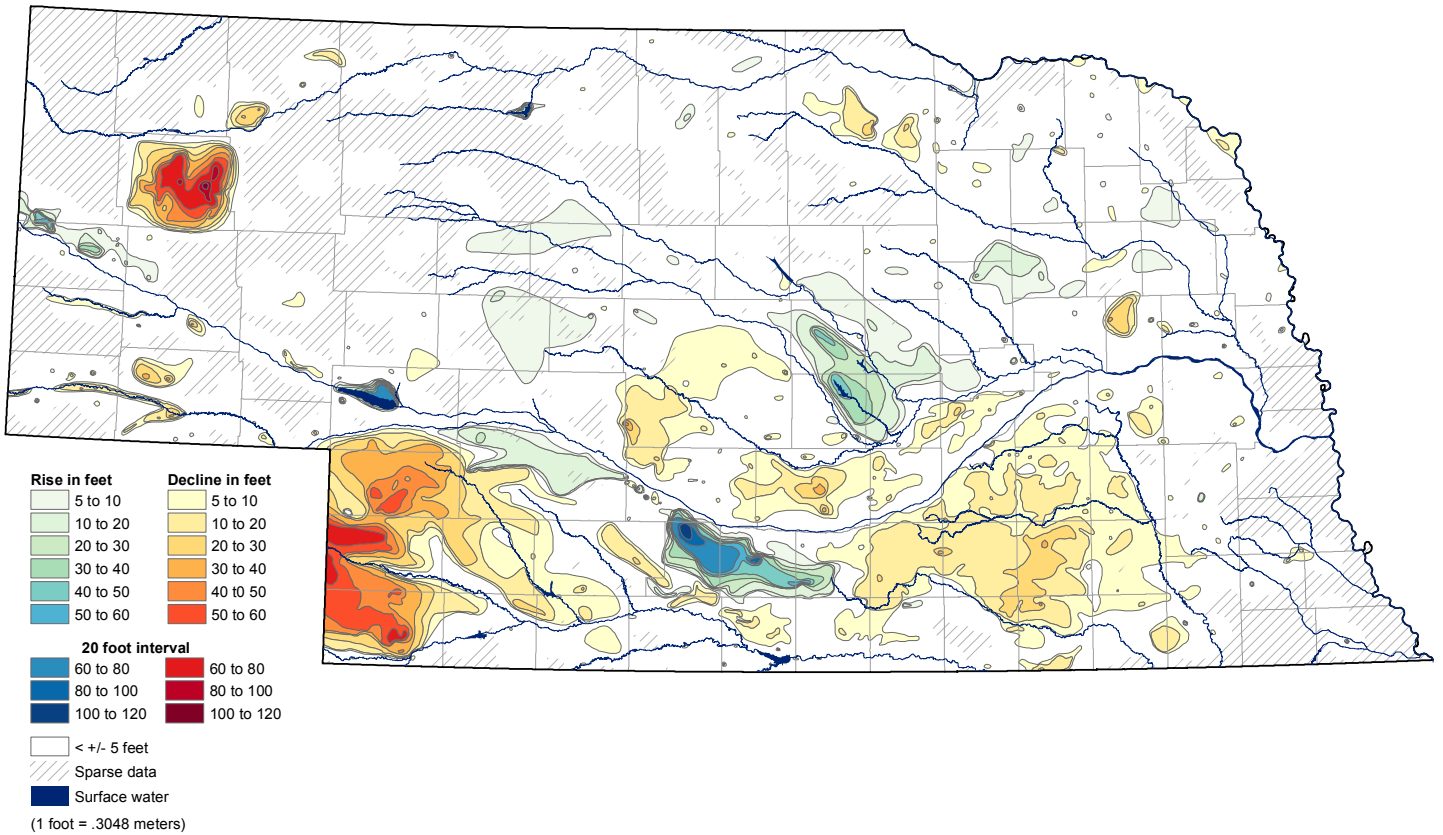 Rise in feet
5 to 10
10 to 20
20 to 30
30 to 40
40 to 50
50 to 60
Decline in feet
5 to 10
10 to 20
20 to 30
30 to 40
40 to 50
50 to 60
20 foot interval
60 to 80
80 to 100
100 to 120
60 to 80
80 to 100
100 to 120
< +/- 5 feet
Sparse data
Surface water
(1 foot = .3048 meters)